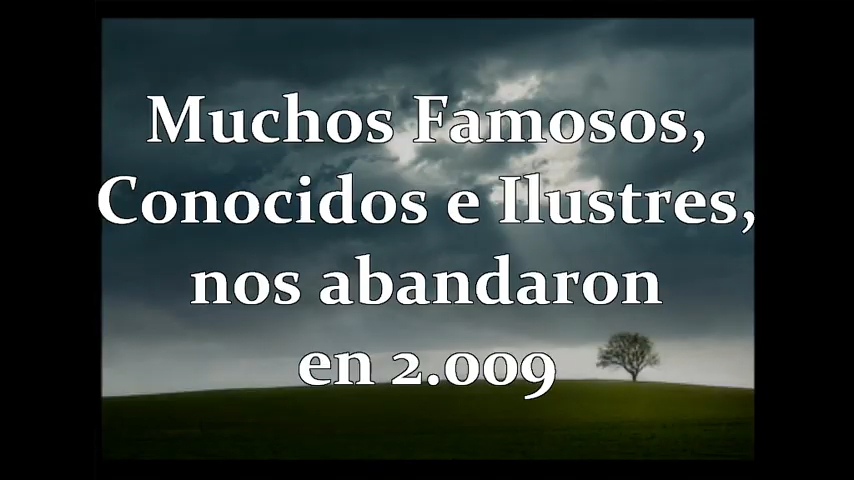 Muchos Famosos,
Conocidos e Ilustres,
nos abandaron
en 2.009